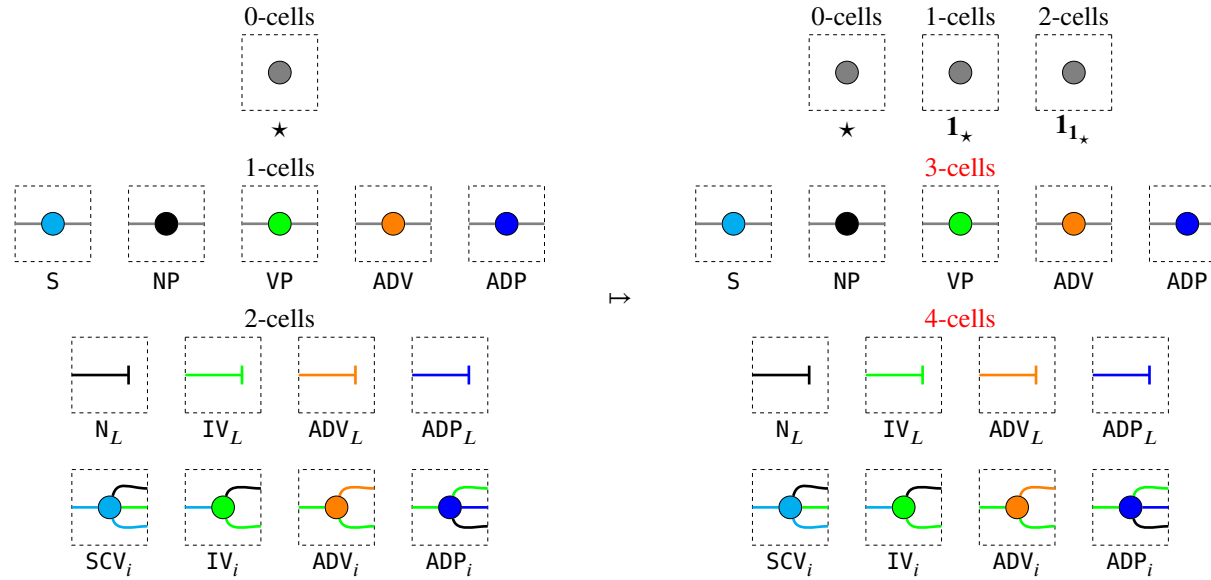 0-cells
⋆
1-cells
S NP VP ADV ADP
2-cells
N_L IV_L ADV_L ADP_L
SCV_i IV_i ADV_i ADP_i
↦
0-cells 1-cells 2-cells
⋆ 1_⋆ 1_{1_⋆}
3-cells
S NP VP ADV ADP
4-cells
N_L IV_L ADV_L ADP_L
SCV_i IV_i ADV_i ADP_i